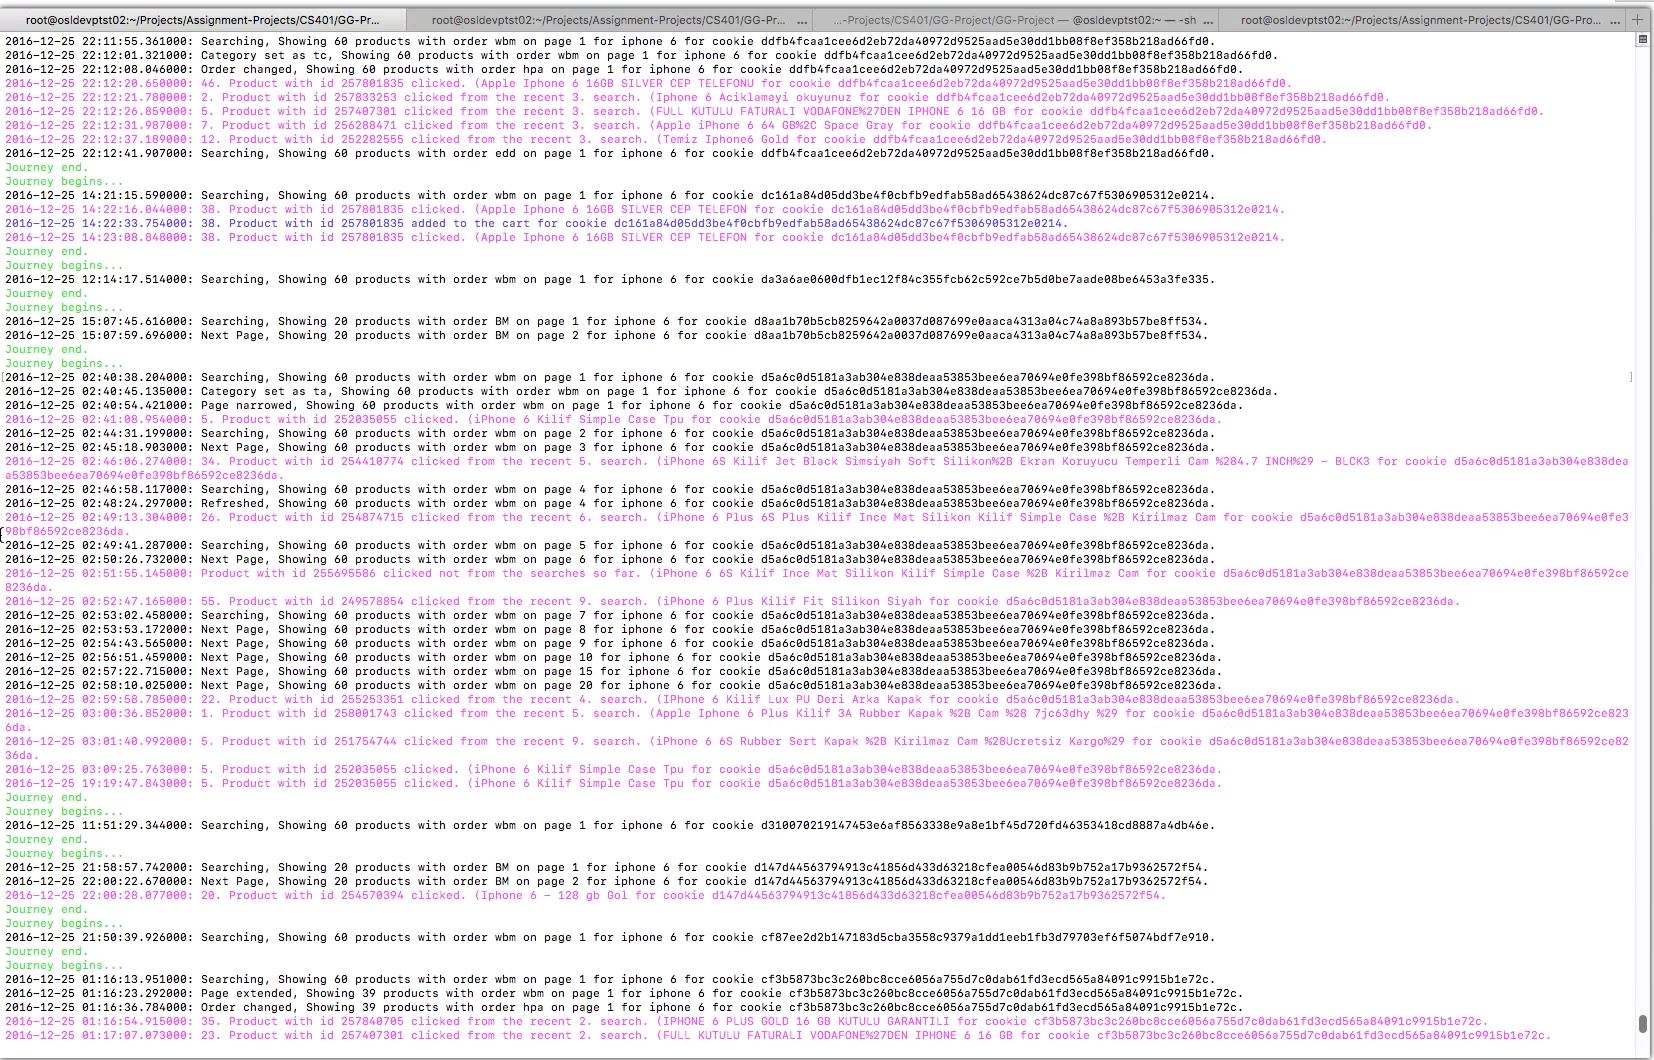 root@osldevptst02:~/Projects/Assignment-Projects/CS401/GG-Pr...
root@osldevptst02:~/Projects/Assignment-Projects/CS401/GG-Pr... ...
...-Projects/CS401/GG-Project/GG-Project — @osldevptst02:~ — -sh ...
root@osldevptst02:~/Projects/Assignment-Projects/CS401/GG-Pro... ...
2016-12-25 22:11:55.361000: Searching, Showing 60 products with order wbm on page 1 for iphone 6 for cookie ddfb4fcaa1cee6d2eb72da40972d9525aad5e30dd1bb08f8ef358b218ad66fd0.
2016-12-25 22:12:01.321000: Category set as tc, Showing 60 products with order wbm on page 1 for iphone 6 for cookie ddfb4fcaa1cee6d2eb72da40972d9525aad5e30dd1bb08f8ef358b218ad66fd0.
2016-12-25 22:12:08.046000: Order changed, Showing 60 products with order hpa on page 1 for iphone 6 for cookie ddfb4fcaa1cee6d2eb72da40972d9525aad5e30dd1bb08f8ef358b218ad66fd0.
2016-12-25 22:12:20.650000: 46. Product with id 257801835 clicked. (Apple Iphone 6 16GB SILVER CEP TELEFONU for cookie ddfb4fcaa1cee6d2eb72da40972d9525aad5e30dd1bb08f8ef358b218ad66fd0.
2016-12-25 22:12:21.780000: 2. Product with id 257833253 clicked from the recent 3. search. (Iphone 6 Aciklamayi okuyunuz for cookie ddfb4fcaa1cee6d2eb72da40972d9525aad5e30dd1bb08f8ef358b218ad66fd0.
2016-12-25 22:12:26.859000: 5. Product with id 257407301 clicked from the recent 3. search. (FULL KUTULU FATURALI VODAFONE%27DEN IPHONE 6 16 GB for cookie ddfb4fcaa1cee6d2eb72da40972d9525aad5e30dd1bb08f8ef358b218ad66fd0.
2016-12-25 22:12:31.987000: 7. Product with id 256288471 clicked from the recent 3. search. (Apple iPhone 6 64 GB%2C Space Gray for cookie ddfb4fcaa1cee6d2eb72da40972d9525aad5e30dd1bb08f8ef358b218ad66fd0.
2016-12-25 22:12:37.189000: 12. Product with id 252282555 clicked from the recent 3. search. (Temiz Iphone6 Gold for cookie ddfb4fcaa1cee6d2eb72da40972d9525aad5e30dd1bb08f8ef358b218ad66fd0.
2016-12-25 22:12:41.907000: Searching, Showing 60 products with order edd on page 1 for iphone 6 for cookie ddfb4fcaa1cee6d2eb72da40972d9525aad5e30dd1bb08f8ef358b218ad66fd0.
Journey end.
Journey begins...
2016-12-25 14:21:15.590000: Searching, Showing 60 products with order wbm on page 1 for iphone 6 for cookie dc161a84d05dd3be4f0cbfb9edfab58ad65438624dc87c67f5306905312e0214.
2016-12-25 14:22:16.044000: 38. Product with id 257801835 clicked. (Apple Iphone 6 16GB SILVER CEP TELEFON for cookie dc161a84d05dd3be4f0cbfb9edfab58ad65438624dc87c67f5306905312e0214.
2016-12-25 14:22:33.754000: 38. Product with id 257801835 added to the cart for cookie dc161a84d05dd3be4f0cbfb9edfab58ad65438624dc87c67f5306905312e0214.
2016-12-25 14:23:08.848000: 38. Product with id 257801835 clicked. (Apple Iphone 6 16GB SILVER CEP TELEFON for cookie dc161a84d05dd3be4f0cbfb9edfab58ad65438624dc87c67f5306905312e0214.
Journey end.
Journey begins...
2016-12-25 12:14:17.514000: Searching, Showing 60 products with order wbm on page 1 for iphone 6 for cookie da3a6ae0600dfb1ec12f84c355fcb62c592ce7b5d0be7aade08be6453a3fe335.
Journey end.
Journey begins...
2016-12-25 15:07:45.616000: Searching, Showing 20 products with order BM on page 1 for iphone 6 for cookie d8aa1b70b5cb8259642a0037d087699e0aaca4313a04c74a8a893b57be8ff534.
2016-12-25 15:07:59.696000: Next Page, Showing 20 products with order BM on page 2 for iphone 6 for cookie d8aa1b70b5cb8259642a0037d087699e0aaca4313a04c74a8a893b57be8ff534.
Journey end.
Journey begins...
2016-12-25 02:40:38.204000: Searching, Showing 60 products with order wbm on page 1 for iphone 6 for cookie d5a6c0d5181a3ab304e838deaa53853bee6ea70694e0fe398bf86592ce8236da.
2016-12-25 02:40:45.135000: Category set as ta, Showing 60 products with order wbm on page 1 for iphone 6 for cookie d5a6c0d5181a3ab304e838deaa53853bee6ea70694e0fe398bf86592ce8236da.
2016-12-25 02:40:54.421000: Page narrowed, Showing 60 products with order wbm on page 1 for iphone 6 for cookie d5a6c0d5181a3ab304e838deaa53853bee6ea70694e0fe398bf86592ce8236da.
2016-12-25 02:41:08.954000: 5. Product with id 252035055 clicked. (iPhone 6 Kilif Simple Case Tpu for cookie d5a6c0d5181a3ab304e838deaa53853bee6ea70694e0fe398bf86592ce8236da.
2016-12-25 02:44:31.199000: Searching, Showing 60 products with order wbm on page 2 for iphone 6 for cookie d5a6c0d5181a3ab304e838deaa53853bee6ea70694e0fe398bf86592ce8236da.
2016-12-25 02:45:18.903000: Next Page, Showing 60 products with order wbm on page 3 for iphone 6 for cookie d5a6c0d5181a3ab304e838deaa53853bee6ea70694e0fe398bf86592ce8236da.
2016-12-25 02:46:06.274000: 34. Product with id 254410774 clicked from the recent 5. search. (iPhone 6S Kilif Jet Black Simsiyah Soft Silikon%2B Ekran Koruyucu Temperli Cam %284.7 INCH%29 - BLCK3 for cookie d5a6c0d5181a3ab304e838dea
a53853bee6ea70694e0fe398bf86592ce8236da.
2016-12-25 02:46:58.117000: Searching, Showing 60 products with order wbm on page 4 for iphone 6 for cookie d5a6c0d5181a3ab304e838deaa53853bee6ea70694e0fe398bf86592ce8236da.
2016-12-25 02:48:24.297000: Refreshed, Showing 60 products with order wbm on page 4 for iphone 6 for cookie d5a6c0d5181a3ab304e838deaa53853bee6ea70694e0fe398bf86592ce8236da.
2016-12-25 02:49:13.304000: 26. Product with id 254874715 clicked from the recent 6. search. (iPhone 6 Plus 6S Plus Kilif Ince Mat Silikon Kilif Simple Case %2B Kirilmaz Cam for cookie d5a6c0d5181a3ab304e838deaa53853bee6ea70694e0fe3
98bf86592ce8236da.
2016-12-25 02:49:41.287000: Searching, Showing 60 products with order wbm on page 5 for iphone 6 for cookie d5a6c0d5181a3ab304e838deaa53853bee6ea70694e0fe398bf86592ce8236da.
2016-12-25 02:50:26.732000: Next Page, Showing 60 products with order wbm on page 6 for iphone 6 for cookie d5a6c0d5181a3ab304e838deaa53853bee6ea70694e0fe398bf86592ce8236da.
2016-12-25 02:51:55.145000: Product with id 255695586 clicked not from the searches so far. (iPhone 6 6S Kilif Ince Mat Silikon Kilif Simple Case %2B Kirilmaz Cam for cookie d5a6c0d5181a3ab304e838deaa53853bee6ea70694e0fe398bf86592ce
8236da.
2016-12-25 02:52:47.165000: 55. Product with id 249578854 clicked from the recent 9. search. (iPhone 6 Plus Kilif Fit Silikon Siyah for cookie d5a6c0d5181a3ab304e838deaa53853bee6ea70694e0fe398bf86592ce8236da.
2016-12-25 02:53:02.458000: Searching, Showing 60 products with order wbm on page 7 for iphone 6 for cookie d5a6c0d5181a3ab304e838deaa53853bee6ea70694e0fe398bf86592ce8236da.
2016-12-25 02:53:53.172000: Next Page, Showing 60 products with order wbm on page 8 for iphone 6 for cookie d5a6c0d5181a3ab304e838deaa53853bee6ea70694e0fe398bf86592ce8236da.
2016-12-25 02:54:43.565000: Next Page, Showing 60 products with order wbm on page 9 for iphone 6 for cookie d5a6c0d5181a3ab304e838deaa53853bee6ea70694e0fe398bf86592ce8236da.
2016-12-25 02:56:51.459000: Next Page, Showing 60 products with order wbm on page 10 for iphone 6 for cookie d5a6c0d5181a3ab304e838deaa53853bee6ea70694e0fe398bf86592ce8236da.
2016-12-25 02:57:22.715000: Next Page, Showing 60 products with order wbm on page 15 for iphone 6 for cookie d5a6c0d5181a3ab304e838deaa53853bee6ea70694e0fe398bf86592ce8236da.
2016-12-25 02:58:10.025000: Next Page, Showing 60 products with order wbm on page 20 for iphone 6 for cookie d5a6c0d5181a3ab304e838deaa53853bee6ea70694e0fe398bf86592ce8236da.
2016-12-25 02:59:58.785000: 22. Product with id 255253351 clicked from the recent 4. search. (IPhone 6 Kilif Lux PU Deri Arka Kapak for cookie d5a6c0d5181a3ab304e838deaa53853bee6ea70694e0fe398bf86592ce8236da.
2016-12-25 03:00:36.852000: 1. Product with id 258001743 clicked from the recent 5. search. (Apple Iphone 6 Plus Kilif 3A Rubber Kapak %2B Cam %28 7jc63dhy %29 for cookie d5a6c0d5181a3ab304e838deaa53853bee6ea70694e0fe398bf86592ce823
6da.
2016-12-25 03:01:40.992000: 5. Product with id 251754744 clicked from the recent 9. search. (iPhone 6 6S Rubber Sert Kapak %2B Kirilmaz Cam %28Ucretsiz Kargo%29 for cookie d5a6c0d5181a3ab304e838deaa53853bee6ea70694e0fe398bf86592ce82
36da.
2016-12-25 03:09:25.763000: 5. Product with id 252035055 clicked. (iPhone 6 Kilif Simple Case Tpu for cookie d5a6c0d5181a3ab304e838deaa53853bee6ea70694e0fe398bf86592ce8236da.
2016-12-25 19:19:47.843000: 5. Product with id 252035055 clicked. (iPhone 6 Kilif Simple Case Tpu for cookie d5a6c0d5181a3ab304e838deaa53853bee6ea70694e0fe398bf86592ce8236da.
Journey end.
Journey begins...
2016-12-25 11:51:29.344000: Searching, Showing 60 products with order wbm on page 1 for iphone 6 for cookie d310070219147453e6af8563338e9a8e1bf45d720fd46353418cd8887a4db46e.
Journey end.
Journey begins...
2016-12-25 21:58:57.742000: Searching, Showing 20 products with order BM on page 1 for iphone 6 for cookie d147d44563794913c41856d433d63218cfea00546d83b9b752a17b9362572f54.
2016-12-25 22:00:22.670000: Next Page, Showing 20 products with order BM on page 2 for iphone 6 for cookie d147d44563794913c41856d433d63218cfea00546d83b9b752a17b9362572f54.
2016-12-25 22:00:28.077000: 20. Product with id 254570394 clicked. (Iphone 6 - 128 gb Gol for cookie d147d44563794913c41856d433d63218cfea00546d83b9b752a17b9362572f54.
Journey end.
Journey begins...
2016-12-25 21:50:39.926000: Searching, Showing 60 products with order wbm on page 1 for iphone 6 for cookie cf87ee2d2b147183d5cba3558c9379a1dd1eeb1fb3d79703ef6f5074bdf7e910.
Journey end.
Journey begins...
2016-12-25 01:16:13.951000: Searching, Showing 60 products with order wbm on page 1 for iphone 6 for cookie cf3b5873bc3c260bc8cce6056a755d7c0dab61fd3ecd565a84091c9915b1e72c.
2016-12-25 01:16:23.292000: Page extended, Showing 39 products with order wbm on page 1 for iphone 6 for cookie cf3b5873bc3c260bc8cce6056a755d7c0dab61fd3ecd565a84091c9915b1e72c.
2016-12-25 01:16:36.784000: Order changed, Showing 39 products with order hpa on page 1 for iphone 6 for cookie cf3b5873bc3c260bc8cce6056a755d7c0dab61fd3ecd565a84091c9915b1e72c.
2016-12-25 01:16:54.915000: 35. Product with id 257840705 clicked from the recent 2. search. (IPHONE 6 PLUS GOLD 16 GB KUTULU GARANTILI for cookie cf3b5873bc3c260bc8cce6056a755d7c0dab61fd3ecd565a84091c9915b1e72c.
2016-12-25 01:17:07.073000: 23. Product with id 257407301 clicked from the recent 2. search. (FULL KUTULU FATURALI VODAFONE%27DEN IPHONE 6 16 GB for cookie cf3b5873bc3c260bc8cce6056a755d7c0dab61fd3ecd565a84091c9915b1e72c.